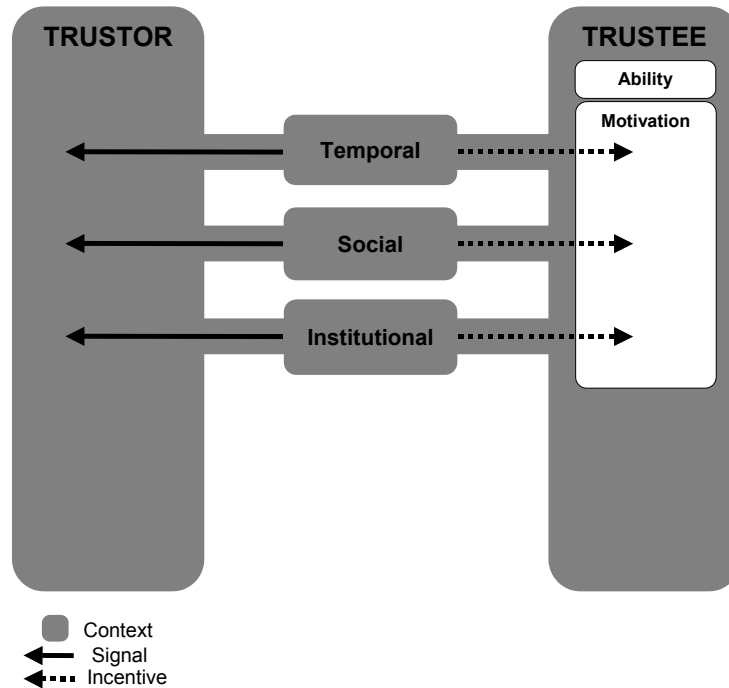 TRUSTOR
TRUSTEE
Ability
Motivation
Temporal
Social
Institutional
Context
Signal
Incentive